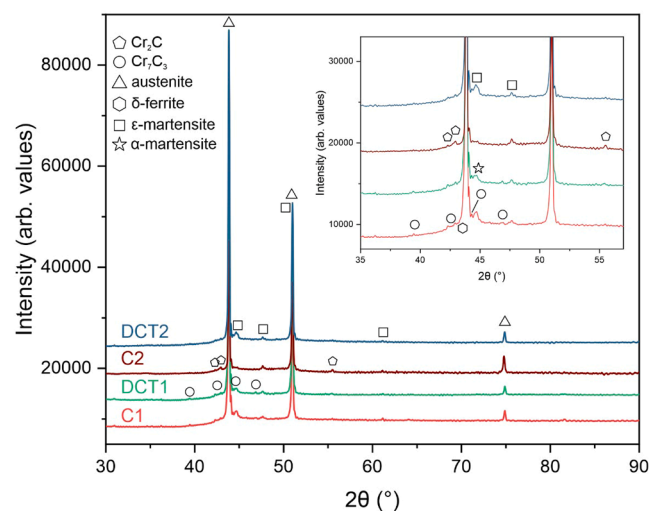 Intensity (arb. values)
80000
60000
40000
20000
Cr₂C
Cr₇C₃
austenite
δ-ferrite
ε-martensite
α-martensite
DCT2
C2
DCT1
C1
30
40
50
60
70
80
90
2θ (°)
Intensity (arb. values)
30000
20000
10000
35
40
45
50
55
2θ (°)